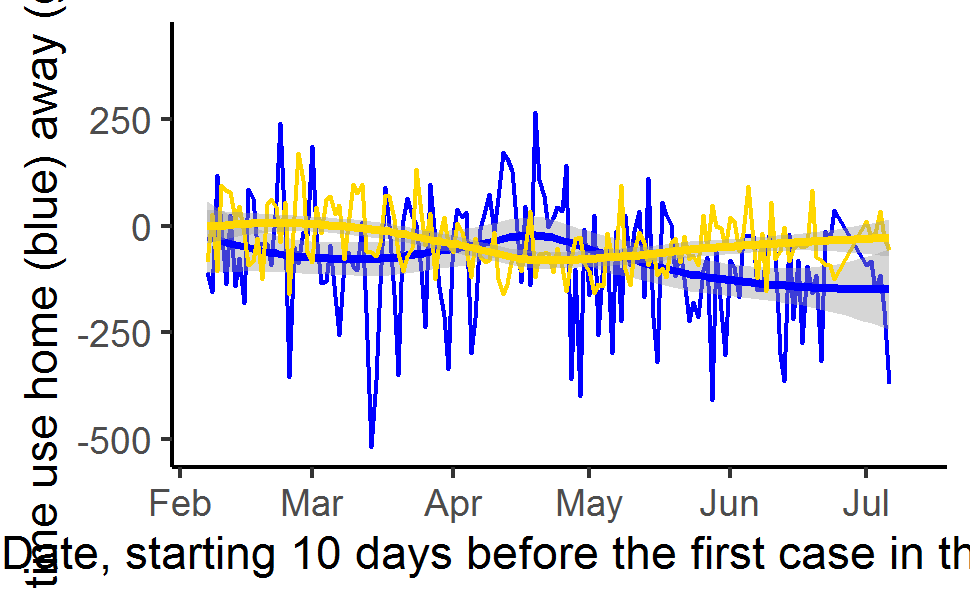 time use home (blue) away (
250
0
-250
-500
Feb Mar Apr May Jun Jul
Date, starting 10 days before the first case in th